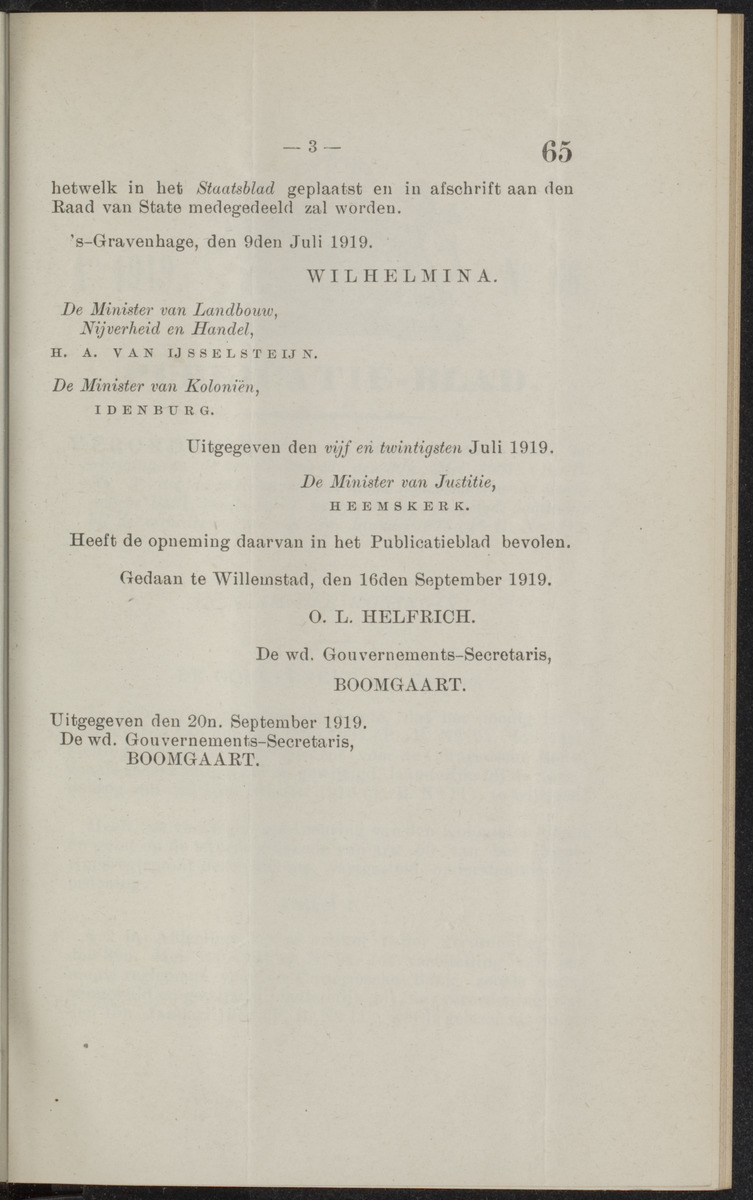 — 3 —
65
hetwelk in het Staatsblad geplaatst en in afschrift aan den
Raad van State medegedeeld zal worden.
's-Gravenhage, den 9den Juli 1919.
WILHELMINA.
De Minister van Landbouw,
Nijverheid en Handel,
H. A. VAN IJSSELSTEIJN.
De Minister van Koloniën,
IDENBURG.
Uitgegeven den vijf en twintigsten Juli 1919.
De Minister van Justitie,
HEEMSKERK.
Heeft de opneming daarvan in het Publicatieblad bevolen.
Gedaan te Willemstad, den 16den September 1919.
O. L. HELFRICH.
De wd. Gouvernements-Secretaris,
BOOMGAART.
Uitgegeven den 20n. September 1919.
De wd. Gouvernements-Secretaris,
BOOMGAART.